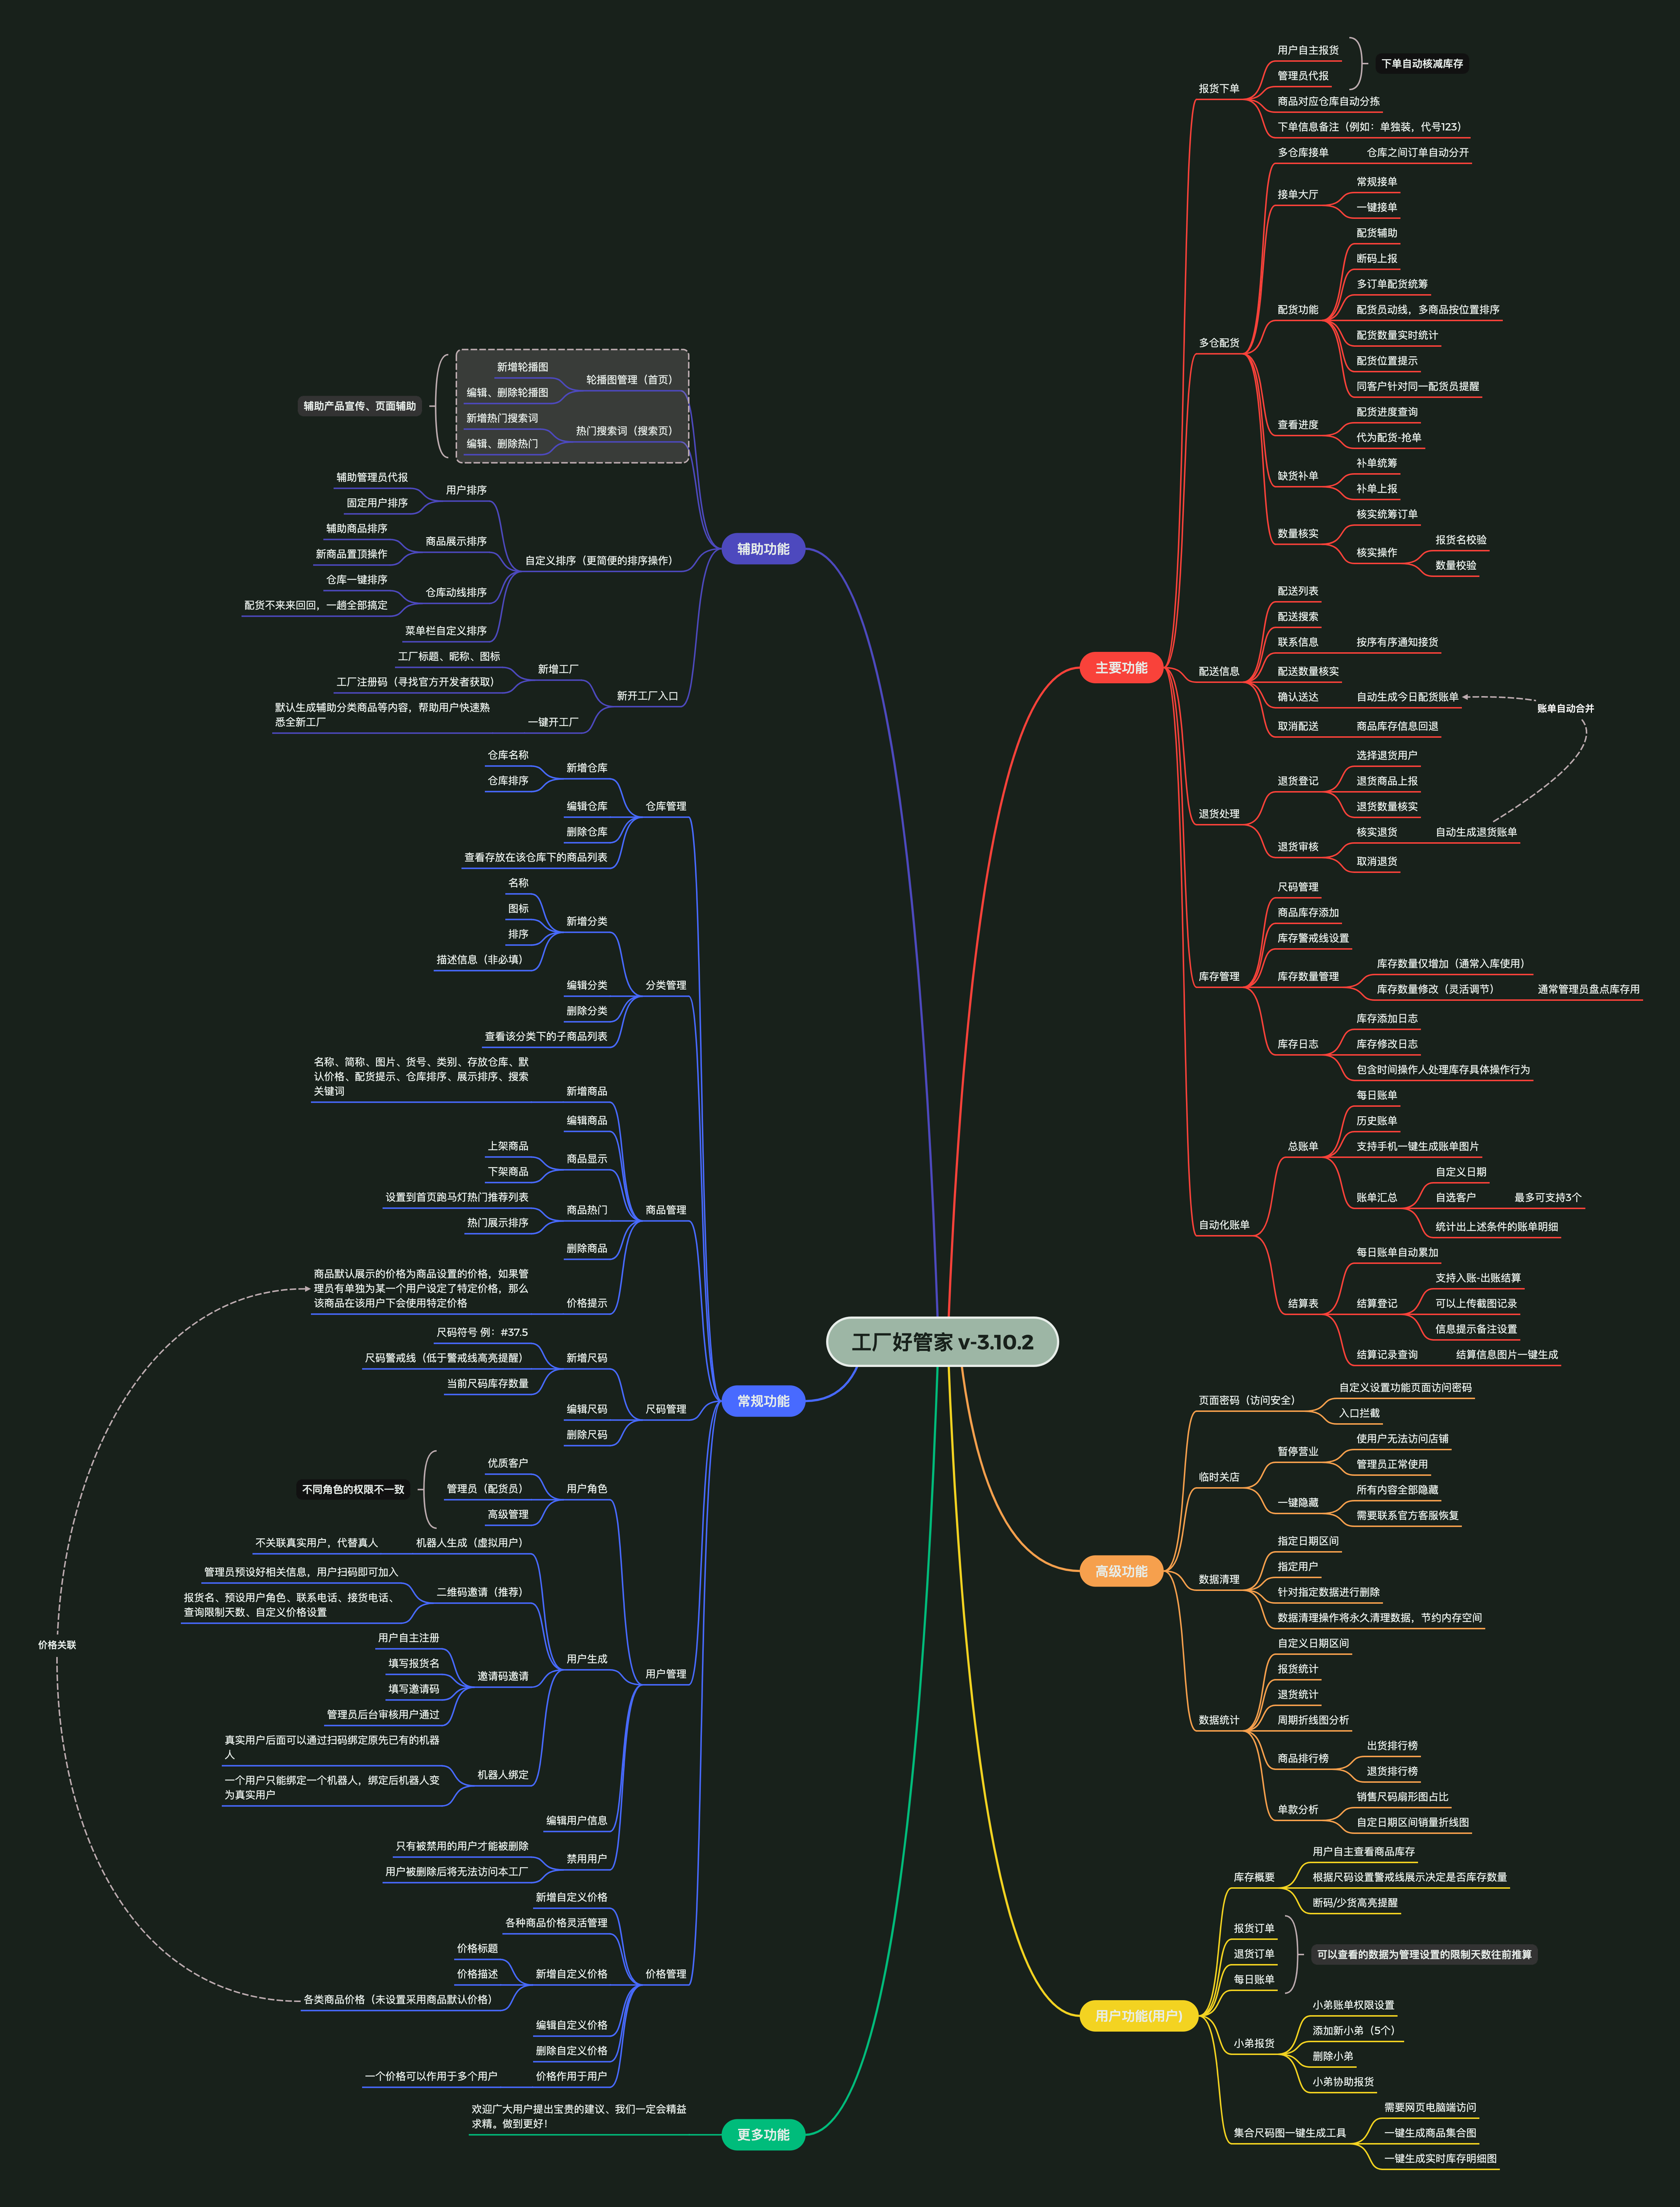 工厂好管家 v-3.10.2
主要功能
报货下单
用户自主报货
管理员代报
下单自动核减库存
商品对应仓库自动分拣
下单信息备注（例如：单独装，代号123）
多仓配货
多仓库接单
仓库之间订单自动分开
接单大厅
常规接单
一键接单
配货功能
配货辅助
断码上报
多订单配货统筹
配货员动线，多商品按位置排序
配货数量实时统计
配货位置提示
同客户针对同一配货员提醒
查看进度
配货进度查询
代为配货-抢单
缺货补单
补单统筹
补单上报
数量核实
核实统筹订单
核实操作
报货名校验
数量校验
配送信息
配送列表
配送搜索
联系信息
按序有序通知接货
配送数量核实
确认送达
自动生成今日配货账单
账单自动合并
取消配送
商品库存信息回退
退货处理
退货登记
选择退货用户
退货商品上报
退货数量核实
退货审核
核实退货
自动生成退货账单
取消退货
库存管理
尺码管理
商品库存添加
库存警戒线设置
库存数量管理
库存数量仅增加（通常入库使用）
库存数量修改（灵活调节）
通常管理员盘点库存用
库存日志
库存添加日志
库存修改日志
包含时间操作人处理库存具体操作行为
自动化账单
总账单
每日账单
历史账单
支持手机一键生成账单图片
账单汇总
自定义日期
自选客户
最多可支持3个
统计出上述条件的账单明细
结算表
每日账单自动累加
结算登记
支持入账-出账结算
可以上传截图记录
信息提示备注设置
结算记录查询
结算信息图片一键生成
高级功能
页面密码（访问安全）
自定义设置功能页面访问密码
入口拦截
临时关店
暂停营业
使用户无法访问店铺
管理员正常使用
一键隐藏
所有内容全部隐藏
需要联系官方客服恢复
数据清理
指定日期区间
指定用户
针对指定数据进行删除
数据清理操作将永久清理数据，节约内存空间
数据统计
自定义日期区间
报货统计
退货统计
周期折线图分析
商品排行榜
出货排行榜
退货排行榜
单款分析
销售尺码扇形图占比
自定日期区间销量折线图
用户功能(用户)
库存概要
用户自主查看商品库存
根据尺码设置警戒线展示决定是否库存数量
断码/少货高亮提醒
报货订单
退货订单
每日账单
可以查看的数据为管理设置的限制天数往前推算
小弟报货
小弟账单权限设置
添加新小弟（5个）
删除小弟
小弟协助报货
集合尺码图一键生成工具
需要网页电脑端访问
一键生成商品集合图
一键生成实时库存明细图
辅助功能
辅助产品宣传、页面辅助
轮播图管理（首页）
新增轮播图
编辑、删除轮播图
热门搜索词（搜索页）
新增热门搜索词
编辑、删除热门
自定义排序（更简便的排序操作）
用户排序
辅助管理员代报
固定用户排序
商品展示排序
辅助商品排序
新商品置顶操作
仓库动线排序
仓库一键排序
配货不来来回回，一趟全部搞定
菜单栏自定义排序
新开工厂入口
新增工厂
工厂标题、昵称、图标
工厂注册码（寻找官方开发者获取）
一键开工厂
默认生成辅助分类商品等内容，帮助用户快速熟
悉全新工厂
常规功能
仓库管理
新增仓库
仓库名称
仓库排序
编辑仓库
删除仓库
查看存放在该仓库下的商品列表
分类管理
新增分类
名称
图标
排序
描述信息（非必填）
编辑分类
删除分类
查看该分类下的子商品列表
商品管理
新增商品
名称、简称、图片、货号、类别、存放仓库、默
认价格、配货提示、仓库排序、展示排序、搜索
关键词
编辑商品
商品显示
上架商品
下架商品
商品热门
设置到首页跑马灯热门推荐列表
热门展示排序
删除商品
价格提示
商品默认展示的价格为商品设置的价格，如果管
理员有单独为某一个用户设定了特定价格，那么
该商品在该用户下会使用特定价格
尺码管理
新增尺码
尺码符号 例：#37.5
尺码警戒线（低于警戒线高亮提醒）
当前尺码库存数量
编辑尺码
删除尺码
用户管理
用户角色
优质客户
管理员（配货员）
高级管理
不同角色的权限不一致
用户生成
机器人生成（虚拟用户）
不关联真实用户，代替真人
二维码邀请（推荐）
管理员预设好相关信息，用户扫码即可加入
报货名、预设用户角色、联系电话、接货电话、
查询限制天数、自定义价格设置
邀请码邀请
用户自主注册
填写报货名
填写邀请码
管理员后台审核用户通过
机器人绑定
真实用户后面可以通过扫码绑定原先已有的机器
人
一个用户只能绑定一个机器人，绑定后机器人变
为真实用户
编辑用户信息
禁用用户
只有被禁用的用户才能被删除
用户被删除后将无法访问本工厂
价格管理
新增自定义价格
各种商品价格灵活管理
新增自定义价格
价格标题
价格描述
各类商品价格（未设置采用商品默认价格）
价格关联
编辑自定义价格
删除自定义价格
价格作用于用户
一个价格可以作用于多个用户
更多功能
欢迎广大用户提出宝贵的建议、我们一定会精益
求精。做到更好！